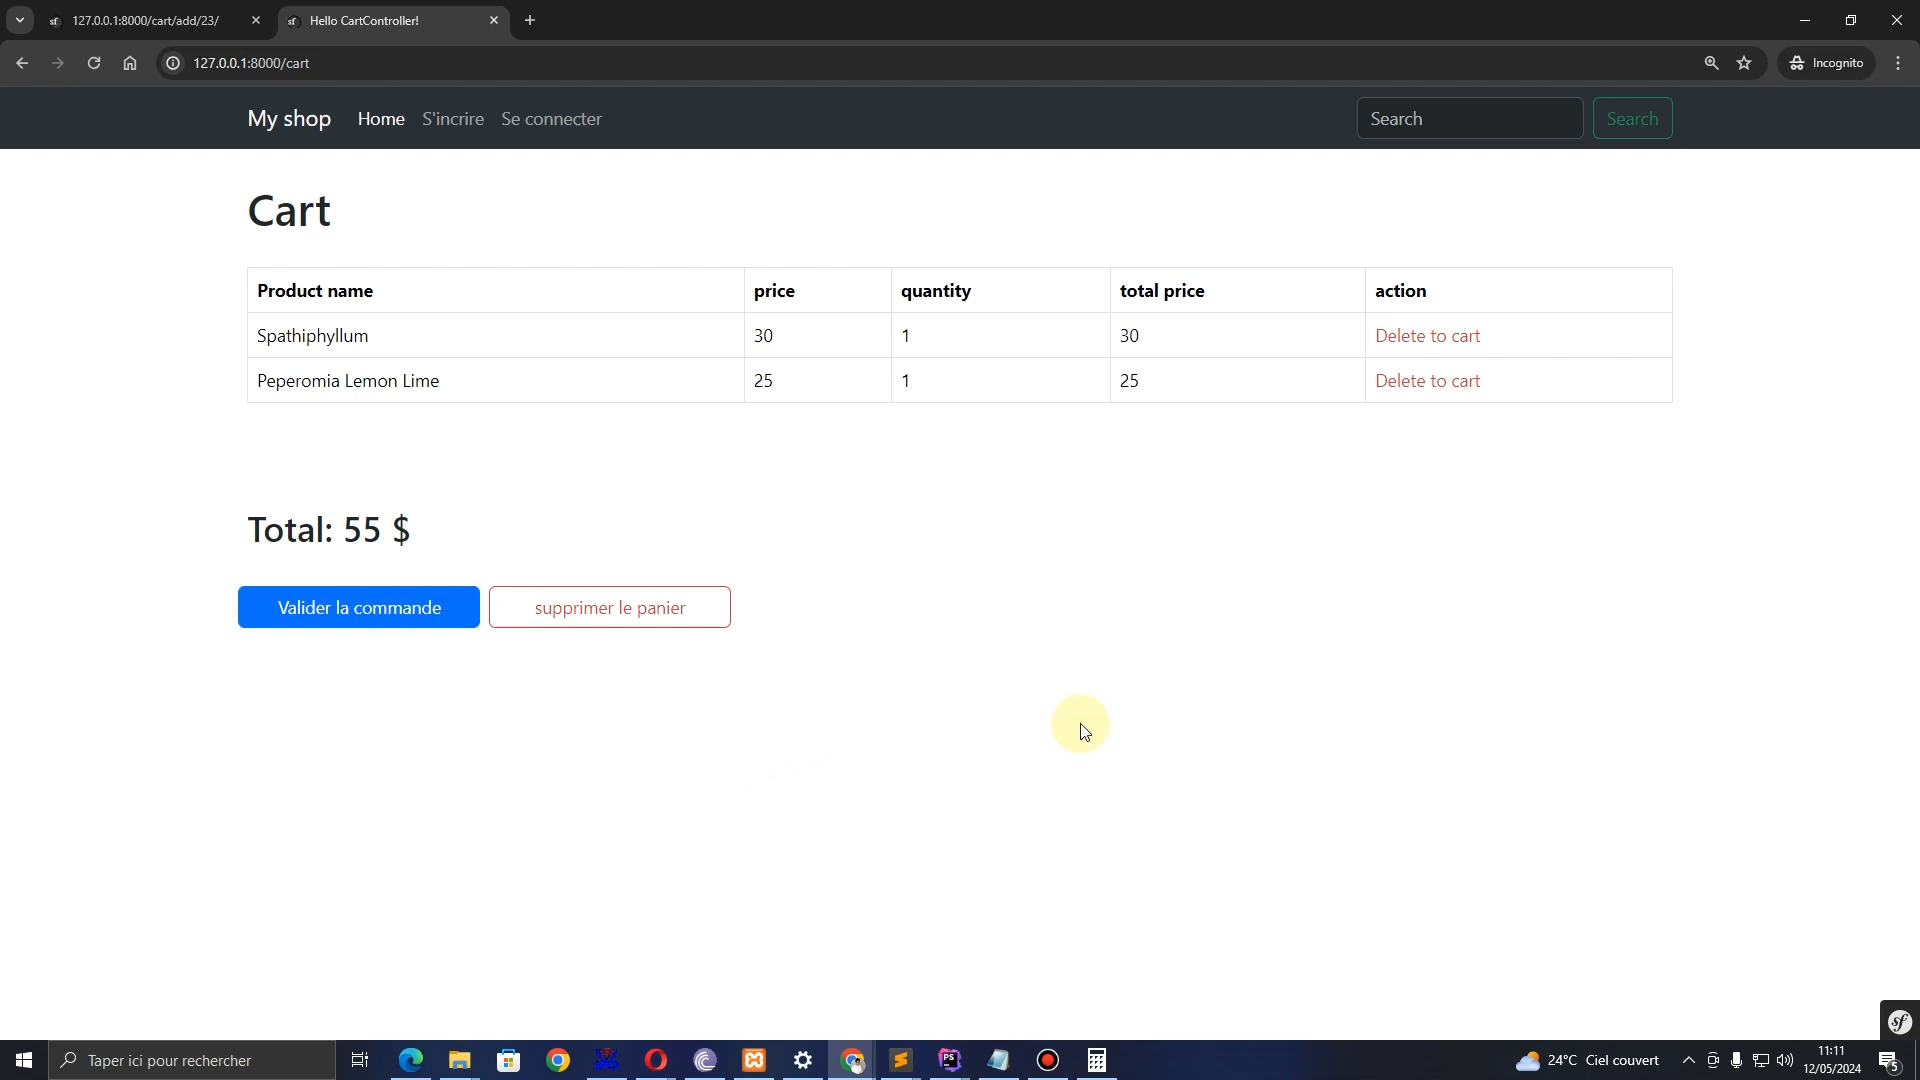 127.0.0.1:8000/cart/add/23/
Hello CartController!
127.0.0.1:8000/cart
Incognito
My shop Home S'incrire Se connecter Search Search
Cart
Product name price quantity total price action
Spathiphyllum 30 1 30 Delete to cart
Peperomia Lemon Lime 25 1 25 Delete to cart
Total: 55 $
Valider la commande supprimer le panier
sf
Taper ici pour rechercher
PS
24°C Ciel couvert
11:11
12/05/2024
5